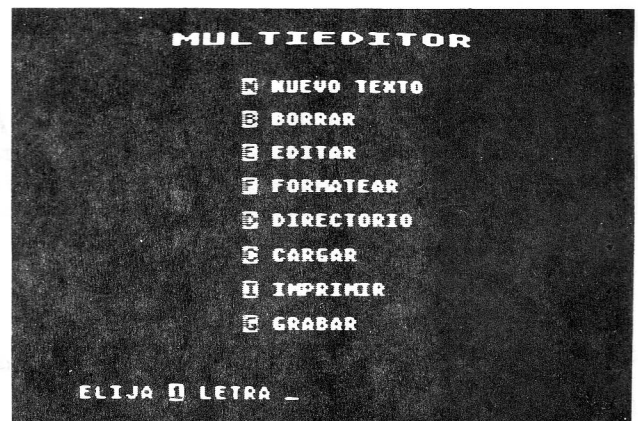 MULTIEDITOR
N NUEVO TEXTO
B BORRAR
E EDITAR
F FORMATEAR
D DIRECTORIO
C CARGAR
I IMPRIMIR
G GRABAR
ELIJA 1 LETRA _